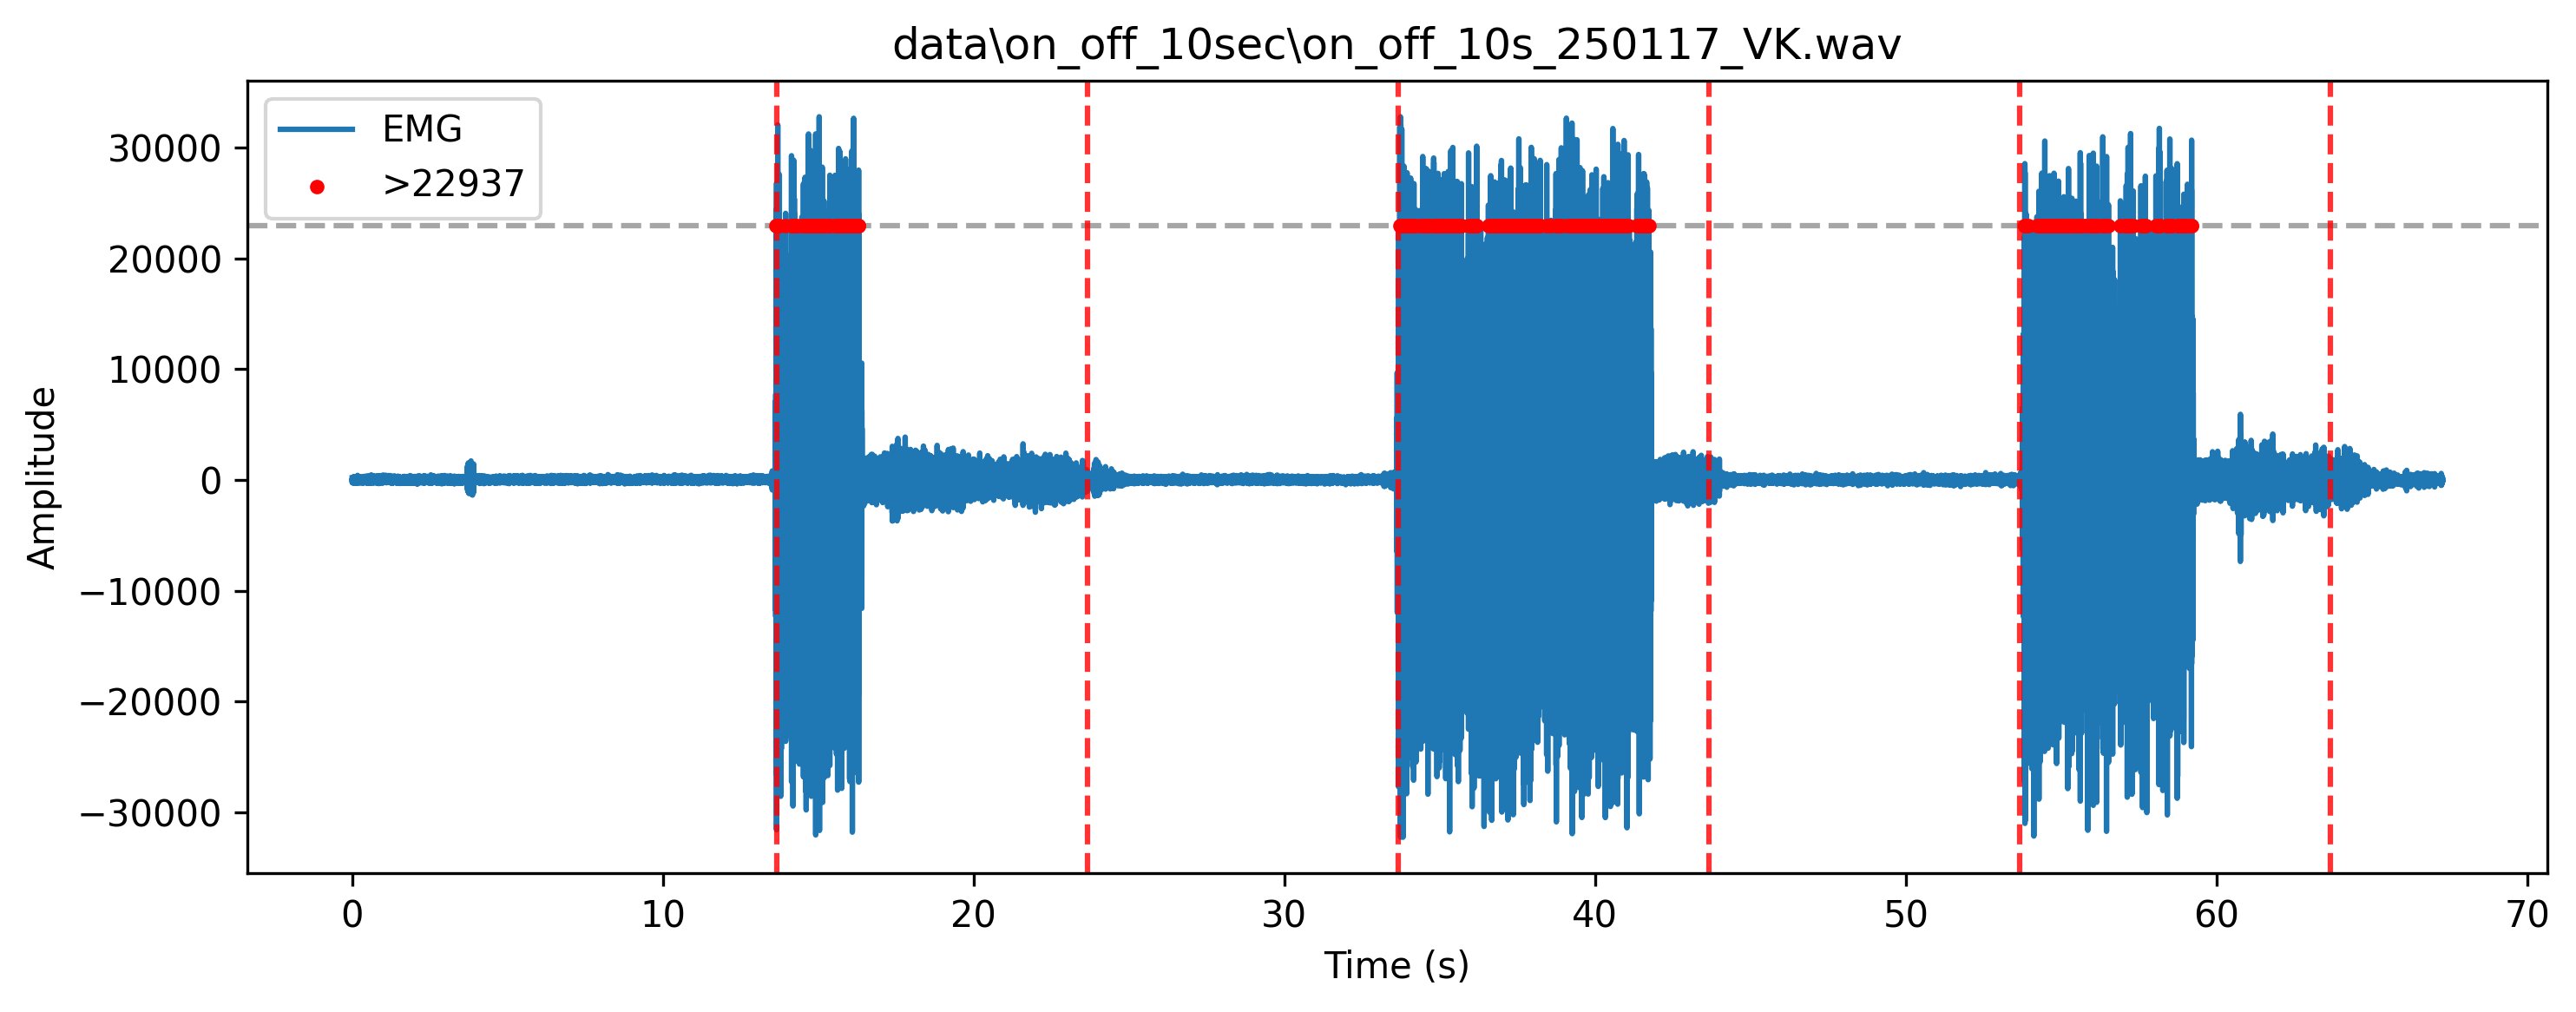 data\on_off_10sec\on_off_10s_250117_VK.wav
EMG
>22937
30000
20000
10000
0
−10000
−20000
−30000
Amplitude
0 10 20 30 40 50 60 70
Time (s)